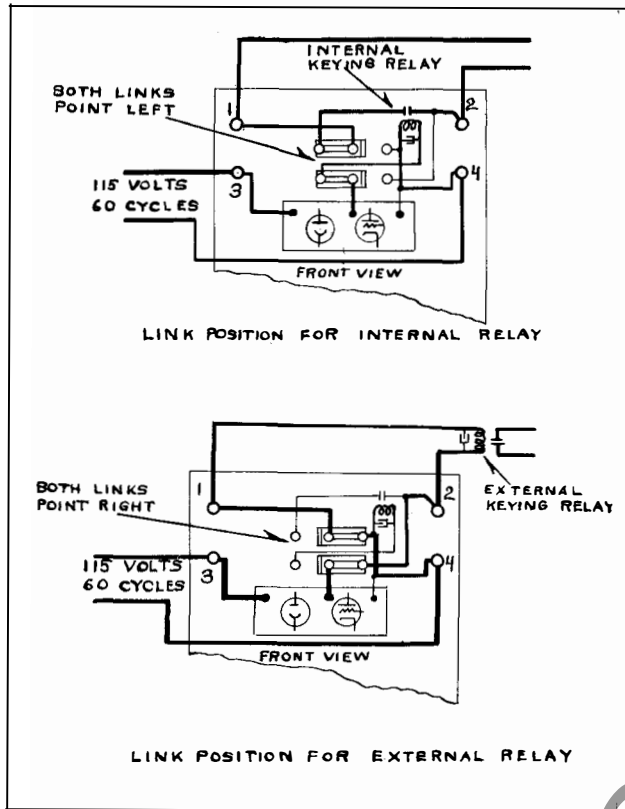 INTERNAL
KEYING RELAY
BOTH LINKS
POINT LEFT
1
2
3
4
115 VOLTS
60 CYCLES
FRONT VIEW
LINK POSITION FOR INTERNAL RELAY
BOTH LINKS
POINT RIGHT
1
2
EXTERNAL
KEYING RELAY
3
4
115 VOLTS
60 CYCLES
FRONT VIEW
LINK POSITION FOR EXTERNAL RELAY